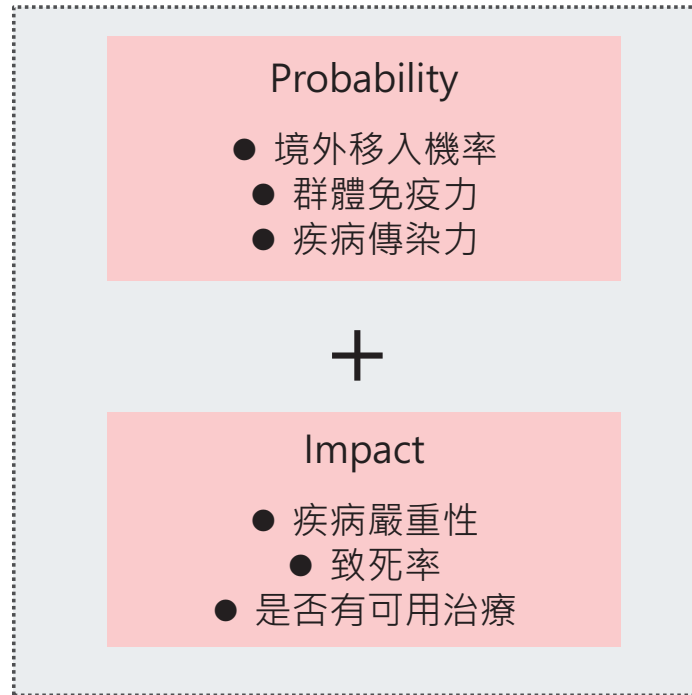 Probability
● 境外移入機率
● 群體免疫力
● 疾病傳染力
+
Impact
● 疾病嚴重性
● 致死率
● 是否有可用治療